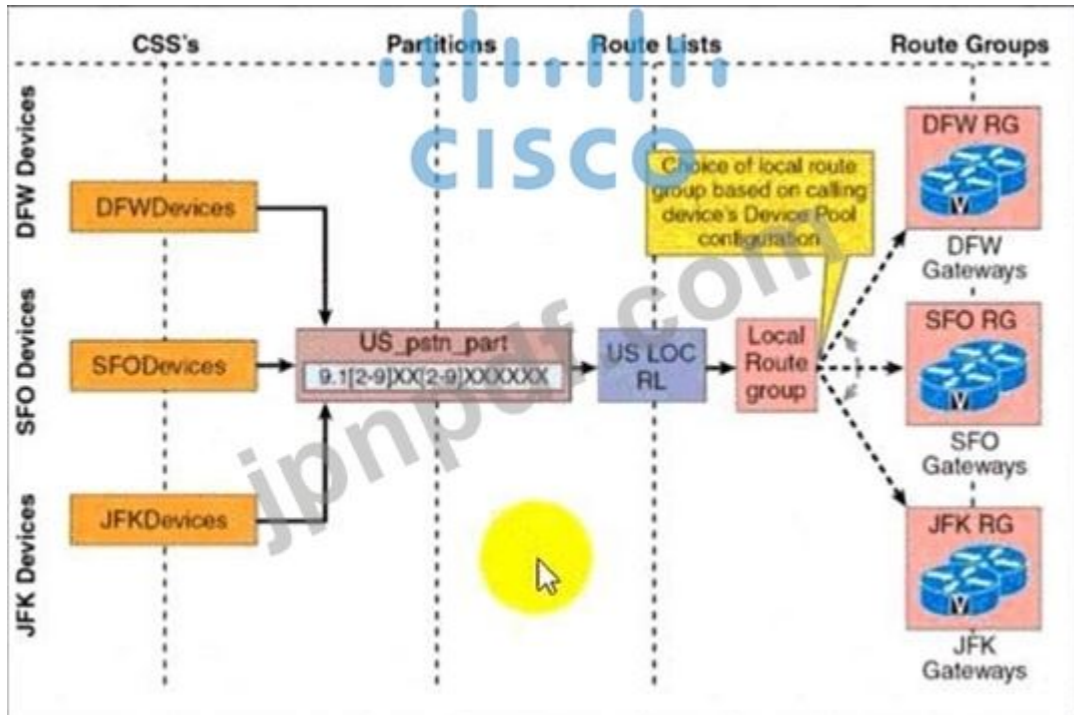 CSS's
Partitions
Route Lists
Route Groups
CISCO
DFW Devices
SFO Devices
JFK Devices
DFWDevices
SFODevices
JFKDevices
US_pstn_part
9.1[2-9]XX[2-9]XXXXXX
US LOC
RL
Local
Route
group
Choice of local route
group based on calling
device's Device Pool
configuration
DFW RG
V
DFW
Gateways
SFO RG
V
SFO
Gateways
JFK RG
V
JFK
Gateways
jpnpdf.com